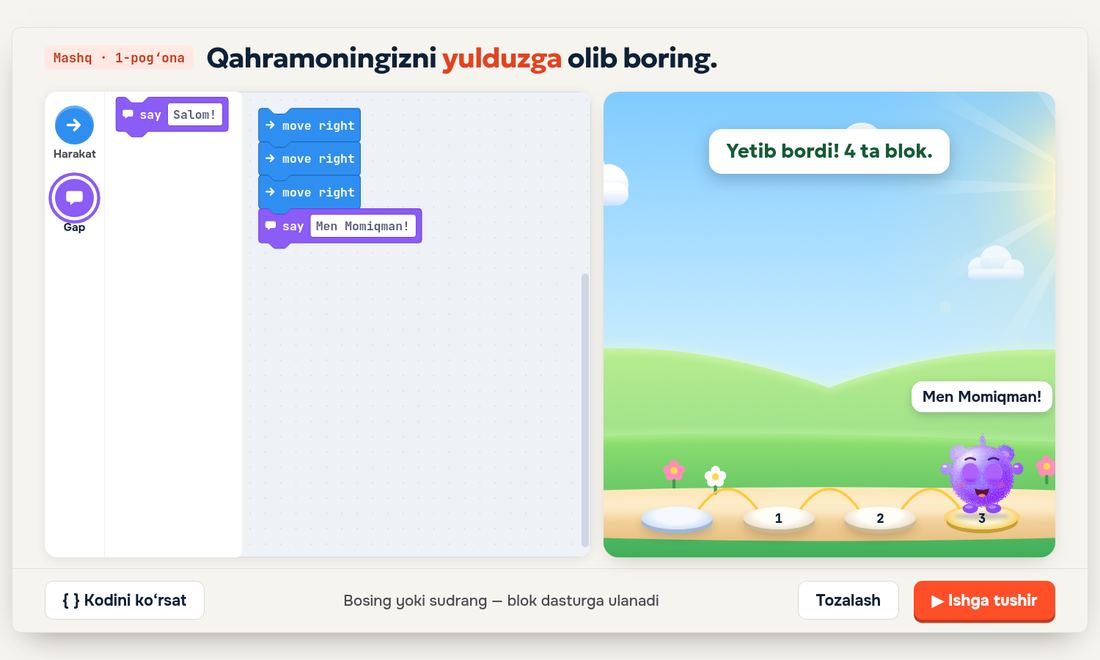 Mashq · 1-pogʻona
Qahramoningizni yulduzga olib boring.
Harakat
Gap
say Salom!
move right
move right
move right
say Men Momiqman!
Yetib bordi! 4 ta blok.
Men Momiqman!
1
2
3
{ } Kodini koʻrsat
Bosing yoki sudrang — blok dasturga ulanadi
Tozalash
▶ Ishga tushir